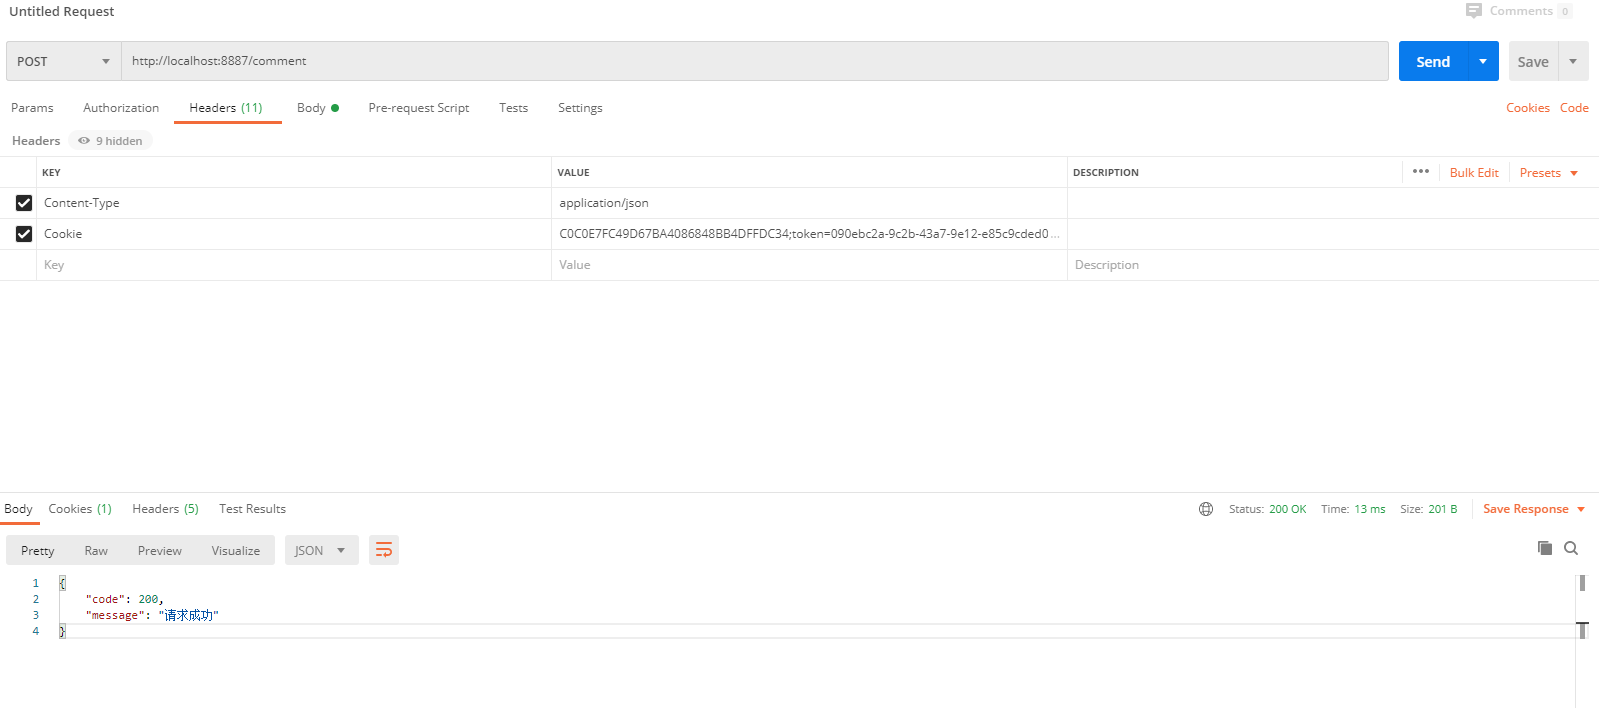 Untitled Request
Comments 0
POST http://localhost:8887/comment Send Save
Params Authorization Headers (11) Body Pre-request Script Tests Settings Cookies Code
Headers 9 hidden
KEY VALUE DESCRIPTION ••• Bulk Edit Presets
Content-Type application/json
Cookie C0C0E7FC49D67BA4086848BB4DFFDC34;token=090ebc2a-9c2b-43a7-9e12-e85c9cded0...
Key Value Description
Body Cookies (1) Headers (5) Test Results Status: 200 OK Time: 13 ms Size: 201 B Save Response
Pretty Raw Preview Visualize JSON
1 {
2 "code": 200,
3 "message": "请求成功"
4 }